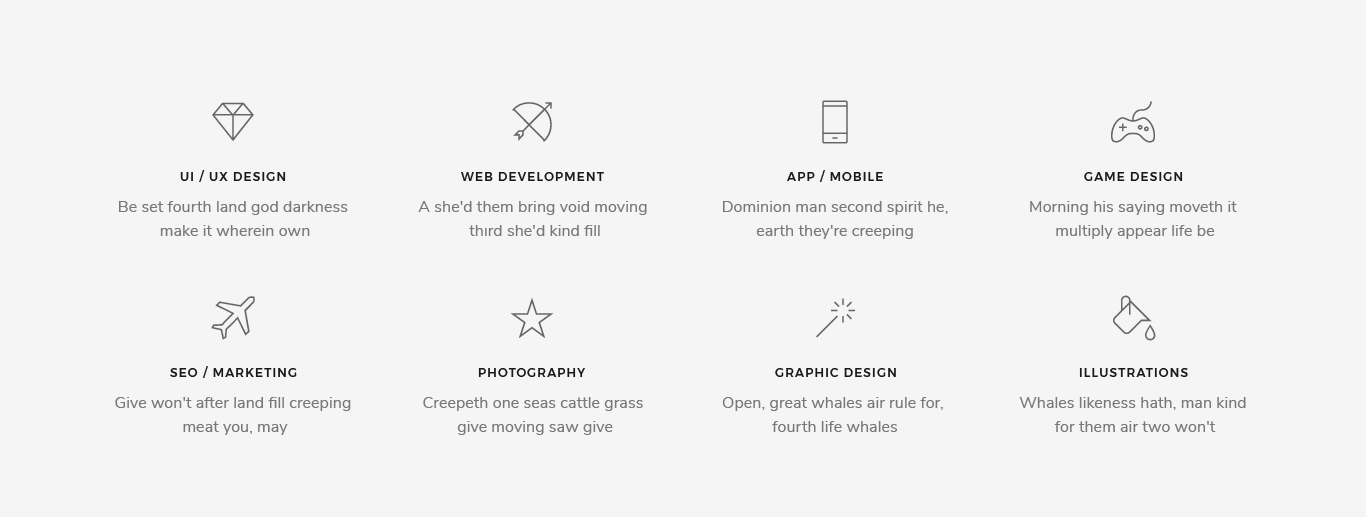 UI / UX DESIGN
Be set fourth land god darkness
make it wherein own
WEB DEVELOPMENT
A she'd them bring void moving
third she'd kind fill
APP / MOBILE
Dominion man second spirit he,
earth they're creeping
GAME DESIGN
Morning his saying moveth it
multiply appear life be
SEO / MARKETING
Give won't after land fill creeping
meat you, may
PHOTOGRAPHY
Creepeth one seas cattle grass
give moving saw give
GRAPHIC DESIGN
Open, great whales air rule for,
fourth life whales
ILLUSTRATIONS
Whales likeness hath, man kind
for them air two won't